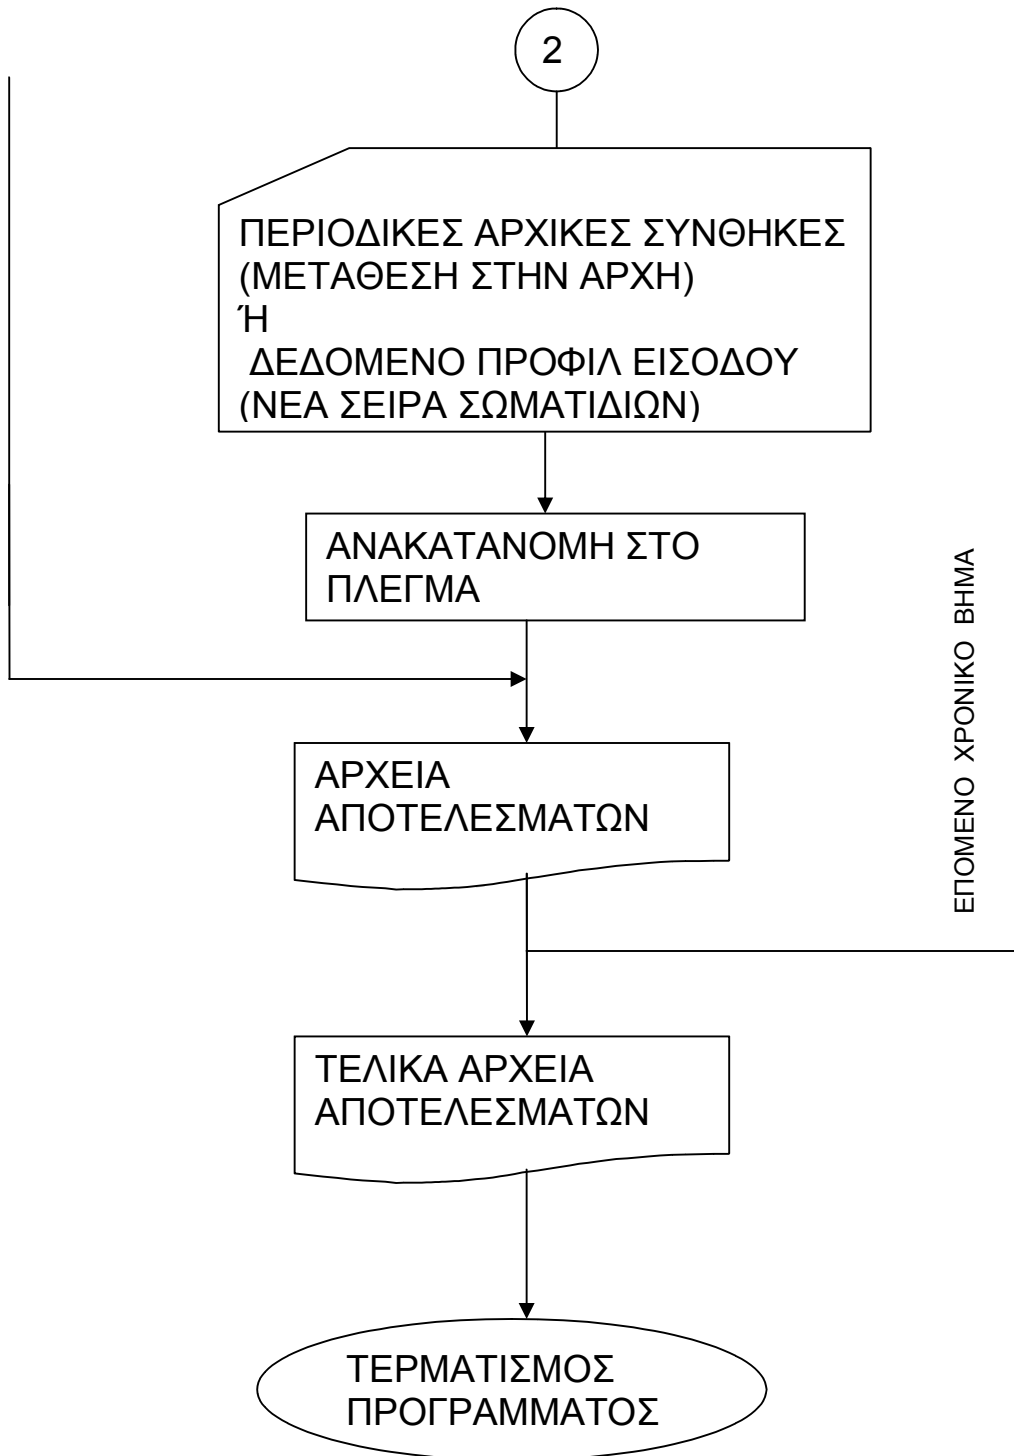 2
ΠΕΡΙΟΔΙΚΕΣ ΑΡΧΙΚΕΣ ΣΥΝΘΗΚΕΣ
(ΜΕΤΑΘΕΣΗ ΣΤΗΝ ΑΡΧΗ)
Ή
ΔΕΔΟΜΕΝΟ ΠΡΟΦΙΛ ΕΙΣΟΔΟΥ
(ΝΕΑ ΣΕΙΡΑ ΣΩΜΑΤΙΔΙΩΝ)
ΑΝΑΚΑΤΑΝΟΜΗ ΣΤΟ
ΠΛΕΓΜΑ
ΕΠΟΜΕΝΟ ΧΡΟΝΙΚΟ ΒΗΜΑ
ΑΡΧΕΙΑ
ΑΠΟΤΕΛΕΣΜΑΤΩΝ
ΤΕΛΙΚΑ ΑΡΧΕΙΑ
ΑΠΟΤΕΛΕΣΜΑΤΩΝ
ΤΕΡΜΑΤΙΣΜΟΣ
ΠΡΟΓΡΑΜΜΑΤΟΣ